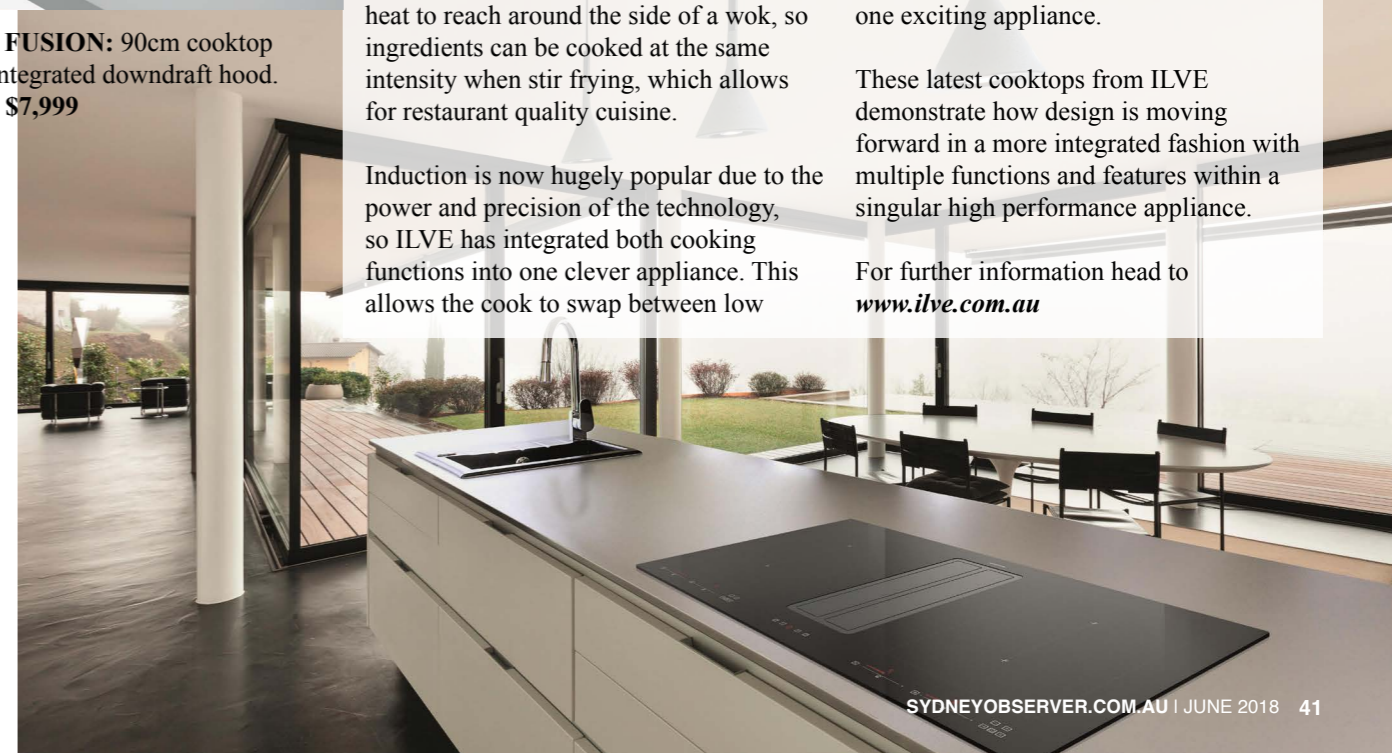 FUSION: 90cm cooktop
ntegrated downdraft hood.
$7,999
heat to reach around the side of a wok, so
ingredients can be cooked at the same
intensity when stir frying, which allows
for restaurant quality cuisine.
Induction is now hugely popular due to the
power and precision of the technology,
so ILVE has integrated both cooking
functions into one clever appliance. This
allows the cook to swap between low
one exciting appliance.
These latest cooktops from ILVE
demonstrate how design is moving
forward in a more integrated fashion with
multiple functions and features within a
singular high performance appliance.
For further information head to
www.ilve.com.au
SYDNEYOBSERVER.COM.AU | JUNE 2018 41